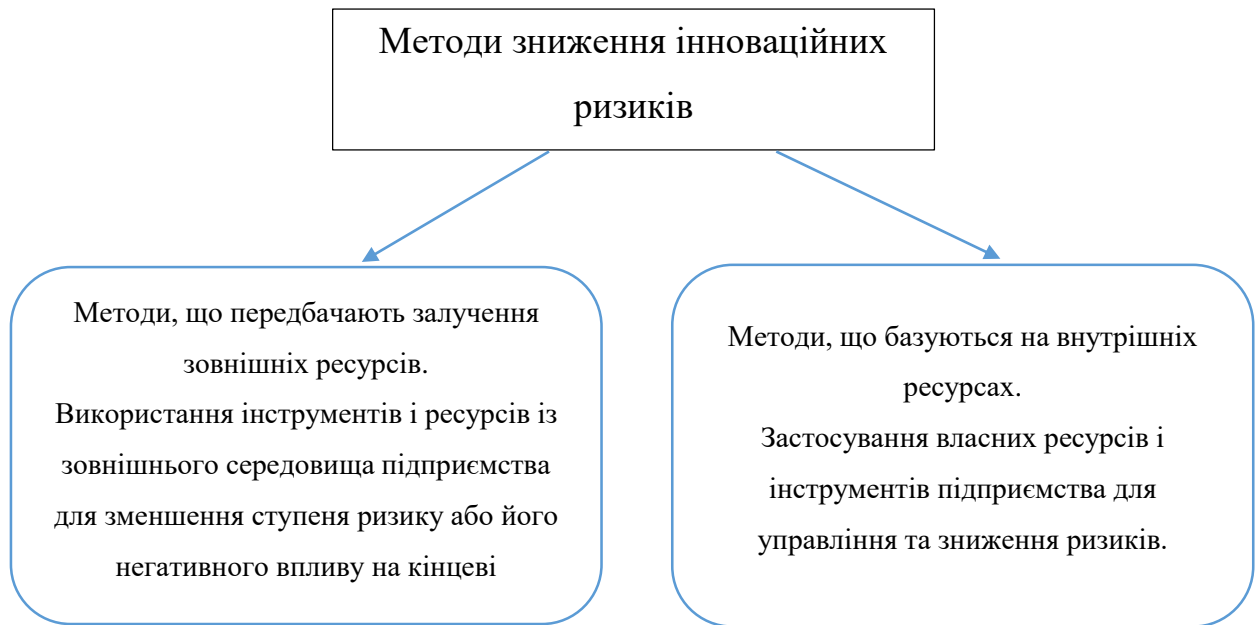 Методи зниження інноваційних
ризиків
Методи, що передбачають залучення
зовнішніх ресурсів.
Використання інструментів і ресурсів із
зовнішнього середовища підприємства
для зменшення ступеня ризику або його
негативного впливу на кінцеві
Методи, що базуються на внутрішніх
ресурсах.
Застосування власних ресурсів і
інструментів підприємства для
управління та зниження ризиків.